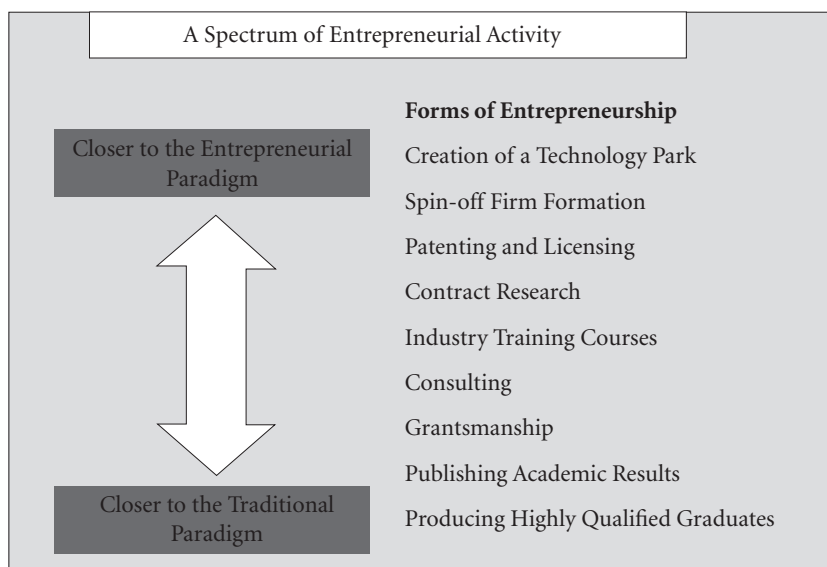 A Spectrum of Entrepreneurial Activity
Forms of Entrepreneurship
Closer to the Entrepreneurial
Paradigm
Creation of a Technology Park
Spin-off Firm Formation
Patenting and Licensing
Contract Research
Industry Training Courses
Consulting
Grantsmanship
Publishing Academic Results
Producing Highly Qualified Graduates
Closer to the Traditional
Paradigm